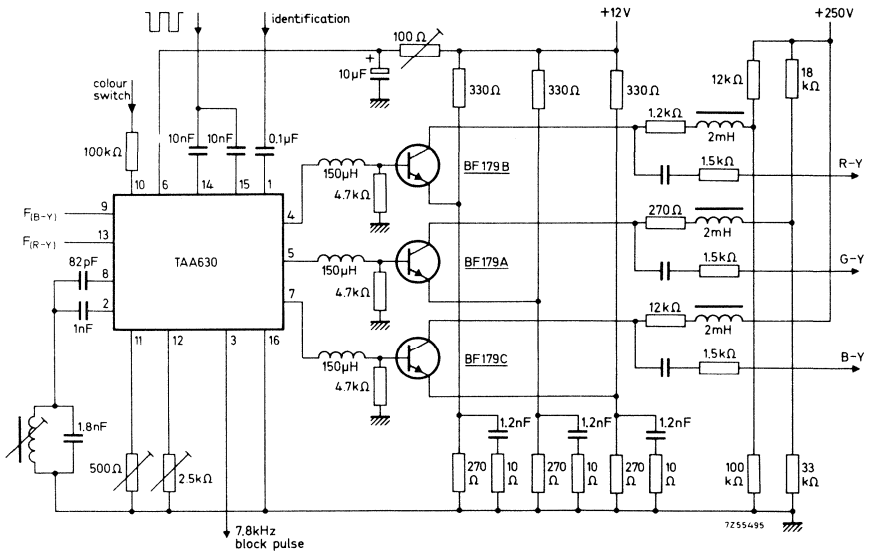 +12V
+250V
identification
100Ω
+
10μF
colour
switch
330Ω
330Ω
330Ω
12kΩ
18
kΩ
1.2kΩ
2mH
10nF
10nF
0.1μF
100kΩ
R-Y
1.5kΩ
BF179B
150μH
4.7kΩ
10
6
14
15
1
F(B-Y)
9
4
270Ω
2mH
F(R-Y)
13
TAA630
5
BF179A
G-Y
1.5kΩ
82pF
8
150μH
4.7kΩ
7
2
1nF
12kΩ
2mH
11
12
3
16
BF179C
B-Y
1.5kΩ
150μH
4.7kΩ
1.8nF
1.2nF
1.2nF
1.2nF
500Ω
2.5kΩ
270
Ω
10
Ω
270
Ω
10
Ω
270
Ω
10
Ω
100
kΩ
33
kΩ
7Z55495
7.8kHz
block pulse